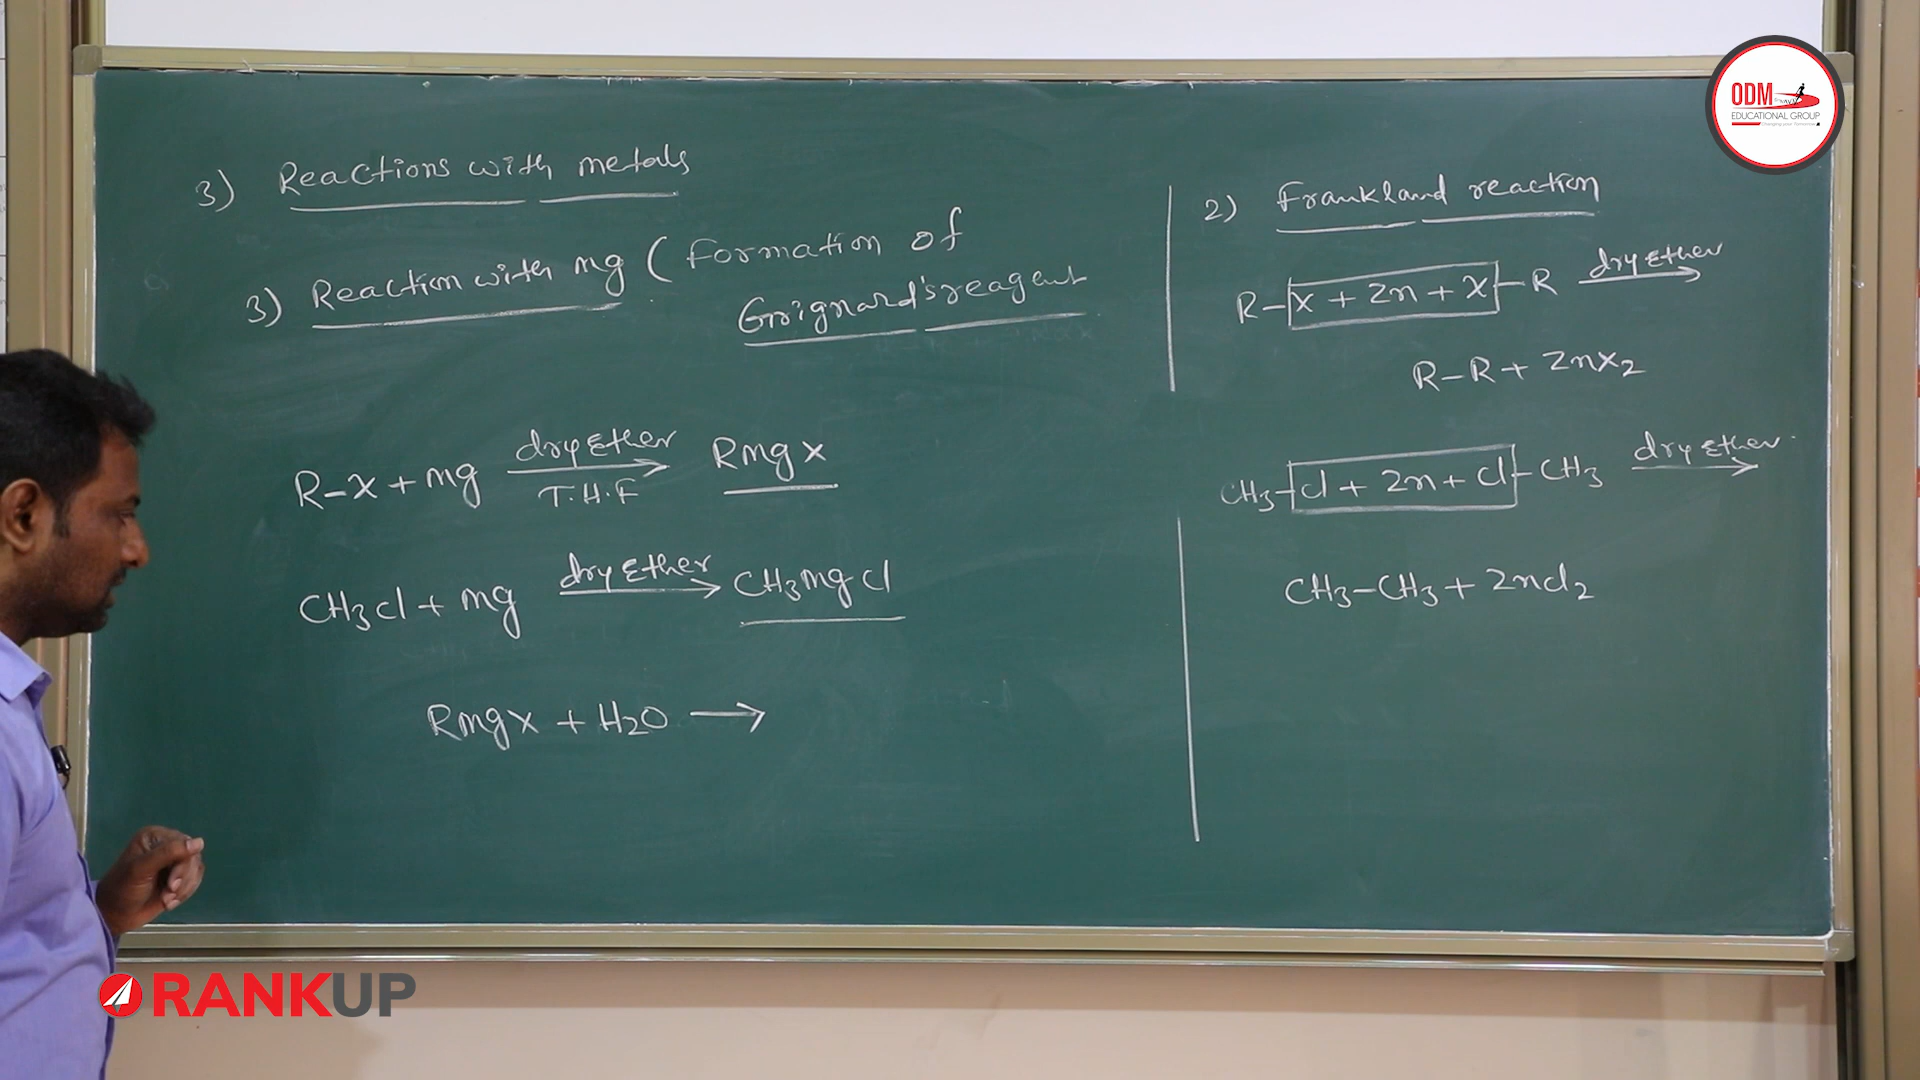 3) Reactions with metals
3) Reaction with mg ( Formation of
Grignard's reagent
R-X + mg dry Ether T.H.F RmgX
CH3Cl + mg dry Ether CH3mgCl
RmgX + H2O →
2) Frankland reaction
R-X + Zn + X-R dry Ether
R-R + ZnX2
CH3-Cl + Zn + Cl-CH3 dry Ether
CH3-CH3 + ZnCl2
ODM
EDUCATIONAL GROUP
RANKUP